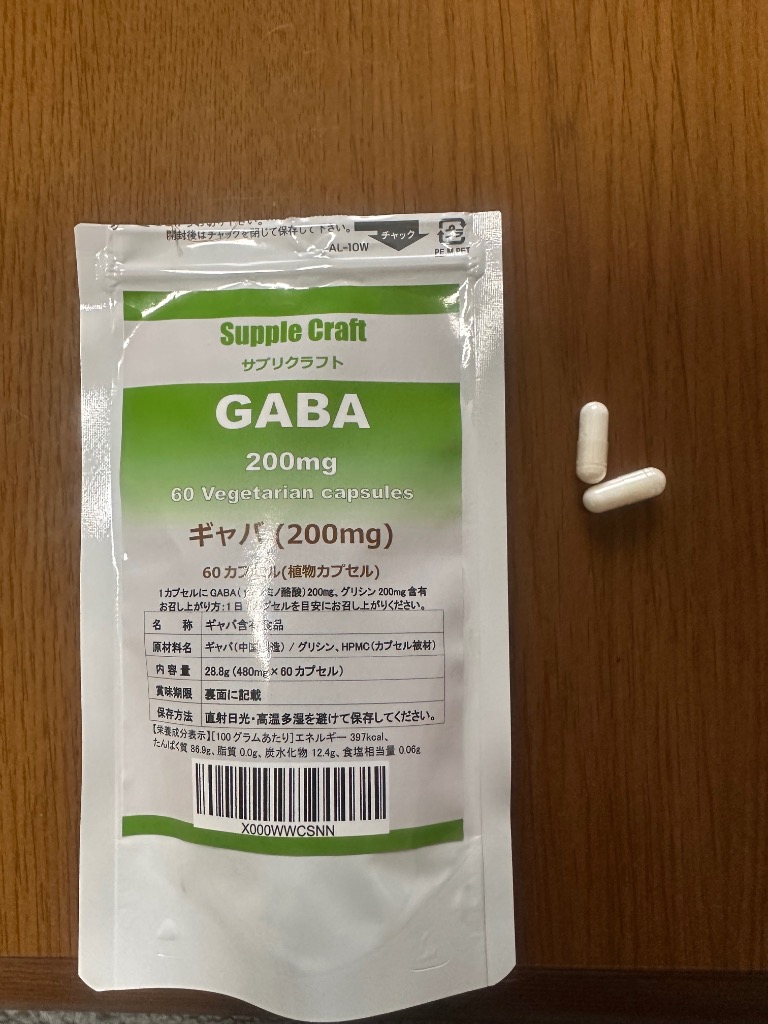 開封後はチャックを閉じて保存して下さい。
AL-10W
チャック
PE,M,PET
Supple Craft
サプリクラフト
GABA
200mg
60 Vegetarian capsules
ギャバ(200mg)
60カプセル(植物カプセル)
1カプセルにGABA( ミノ酪酸)200mg、グリシン200mg含有
お召し上がり方:1日 カプセルを目安にお召し上がりください。
名 称 ギャバ含有食品
原材料名 ギャバ(中国製造) / グリシン、HPMC(カプセル被材)
内容量 28.8g (480mg×60カプセル)
賞味期限 裏面に記載
保存方法 直射日光・高温多湿を避けて保存してください。
【栄養成分表示】[100グラムあたり]エネルギー 397kcal、
たんぱく質 86.9g、脂質 0.0g、炭水化物 12.4g、食塩相当量 0.06g
X000WWCSNN